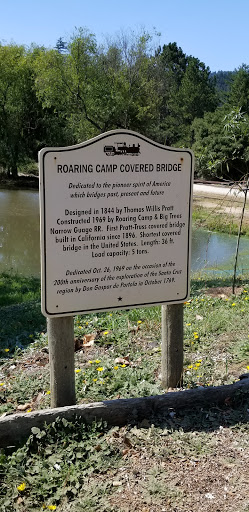 ROARING CAMP COVERED BRIDGE
Dedicated to the pioneer spirit of America
which bridges past, present and future
Designed in 1844 by Thomas Willis Pratt
Constructed 1969 by Roaring Camp & Big Trees
Narrow Gauge RR. First Pratt-Truss covered bridge
built in California since 1896. Shortest covered
bridge in the United States. Length: 36 ft.
Load capacity: 5 tons.
Dedicated Oct. 26, 1969 on the occasion of the
200th anniversary of the exploration of the Santa Cruz
region by Don Gaspar de Portola in October 1769.